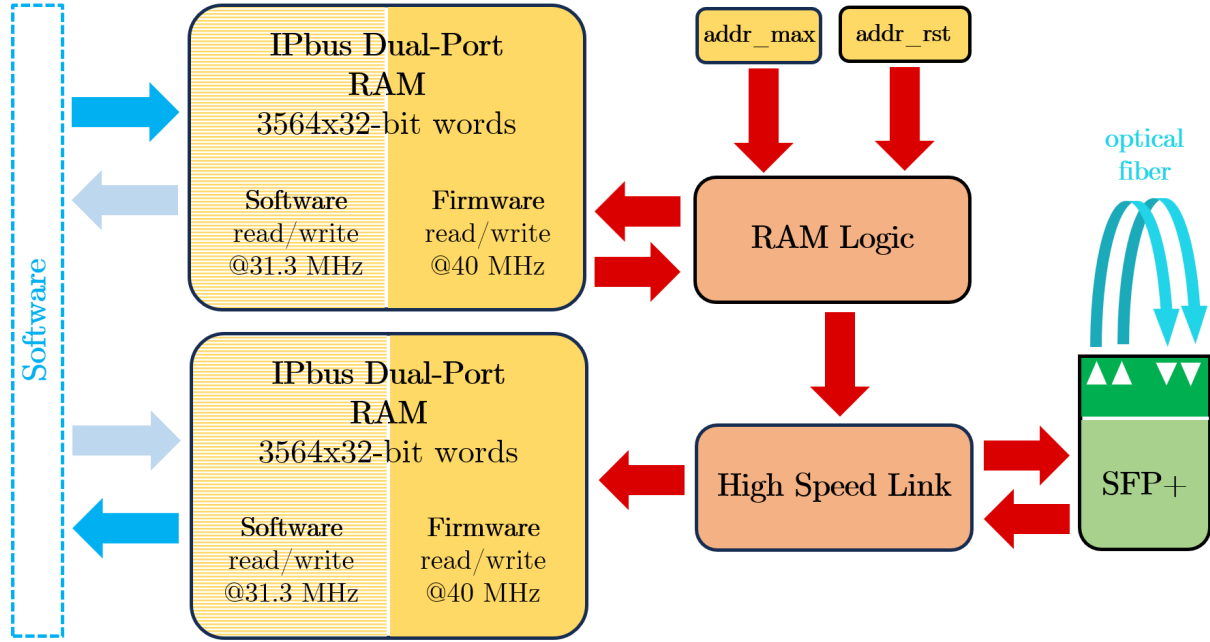 Software
IPbus Dual-Port
RAM
3564x32-bit words
Software
read/write
@31.3 MHz
Firmware
read/write
@40 MHz
addr_max
addr_rst
RAM Logic
optical
fiber
IPbus Dual-Port
RAM
3564x32-bit words
Software
read/write
@31.3 MHz
Firmware
read/write
@40 MHz
High Speed Link
SFP+